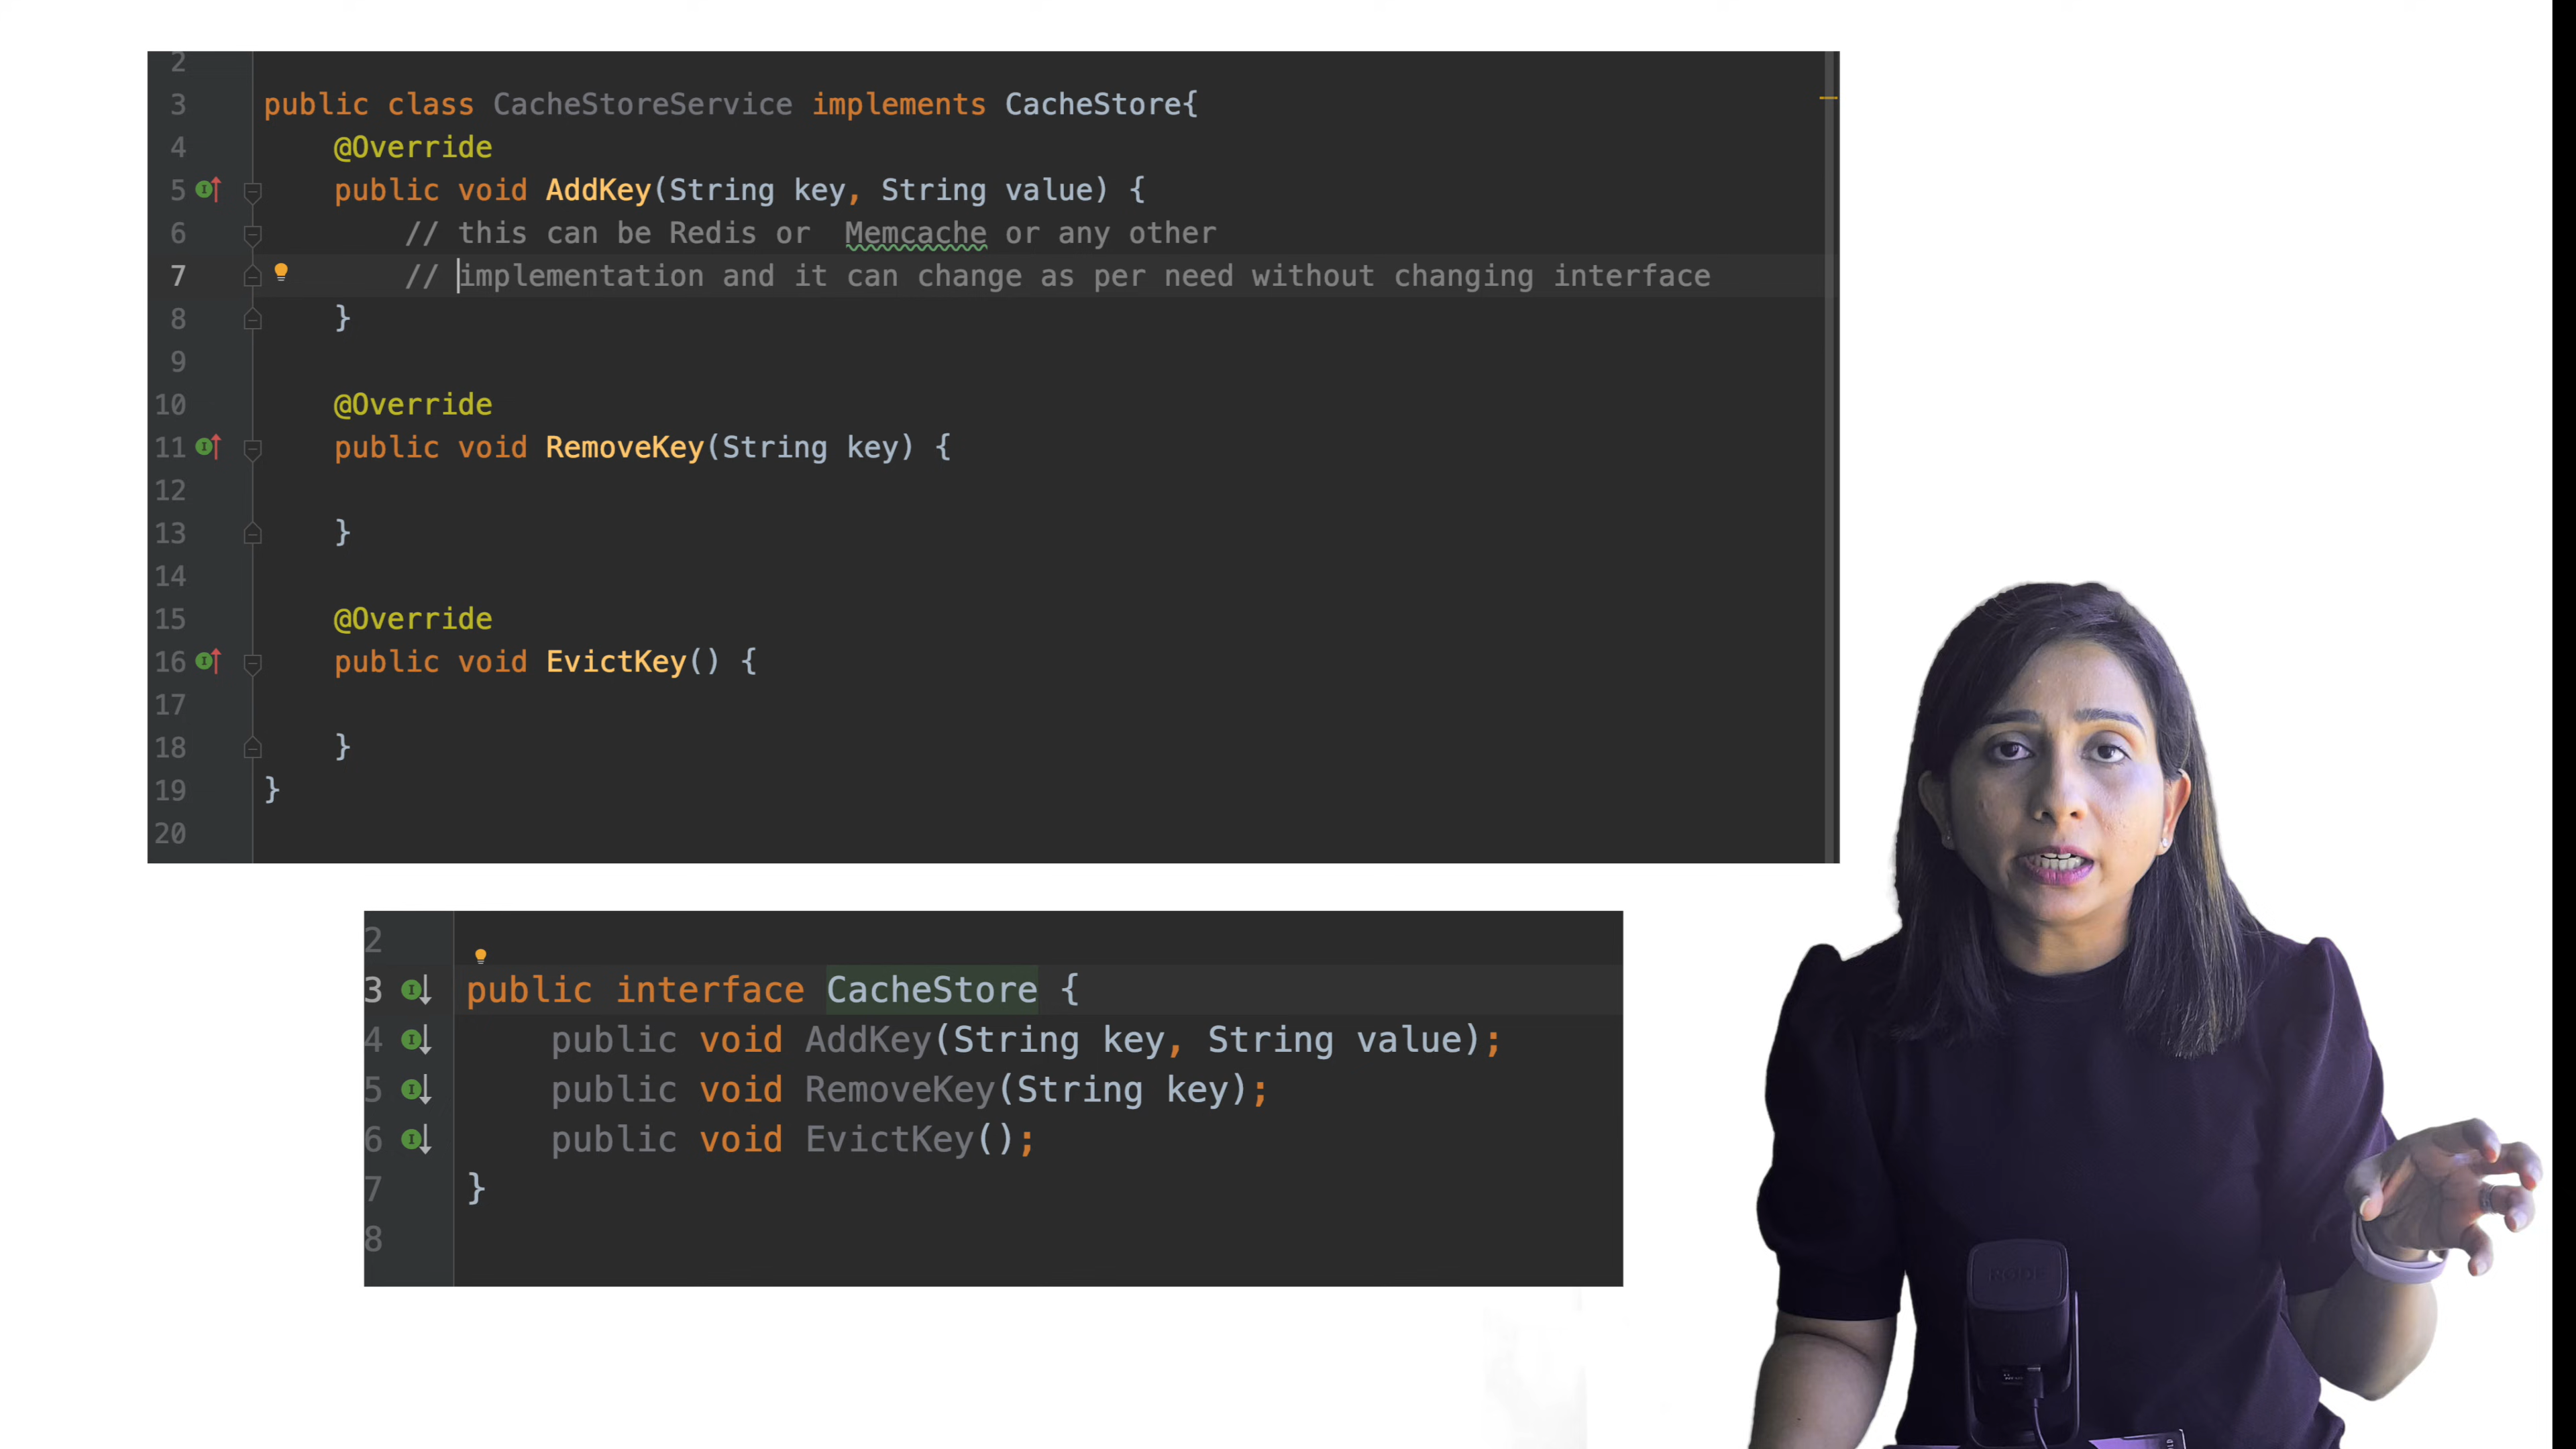 2
3 public class CacheStoreService implements CacheStore{
4 @Override
5 public void AddKey(String key, String value) {
6 // this can be Redis or  Memcache or any other
7 // implementation and it can change as per need without changing interface
8 }
9
10 @Override
11 public void RemoveKey(String key) {
12
13 }
14
15 @Override
16 public void EvictKey() {
17
18 }
19 }
20
2
3 public interface CacheStore {
4 public void AddKey(String key, String value);
5 public void RemoveKey(String key);
6 public void EvictKey();
7 }
8
RODE